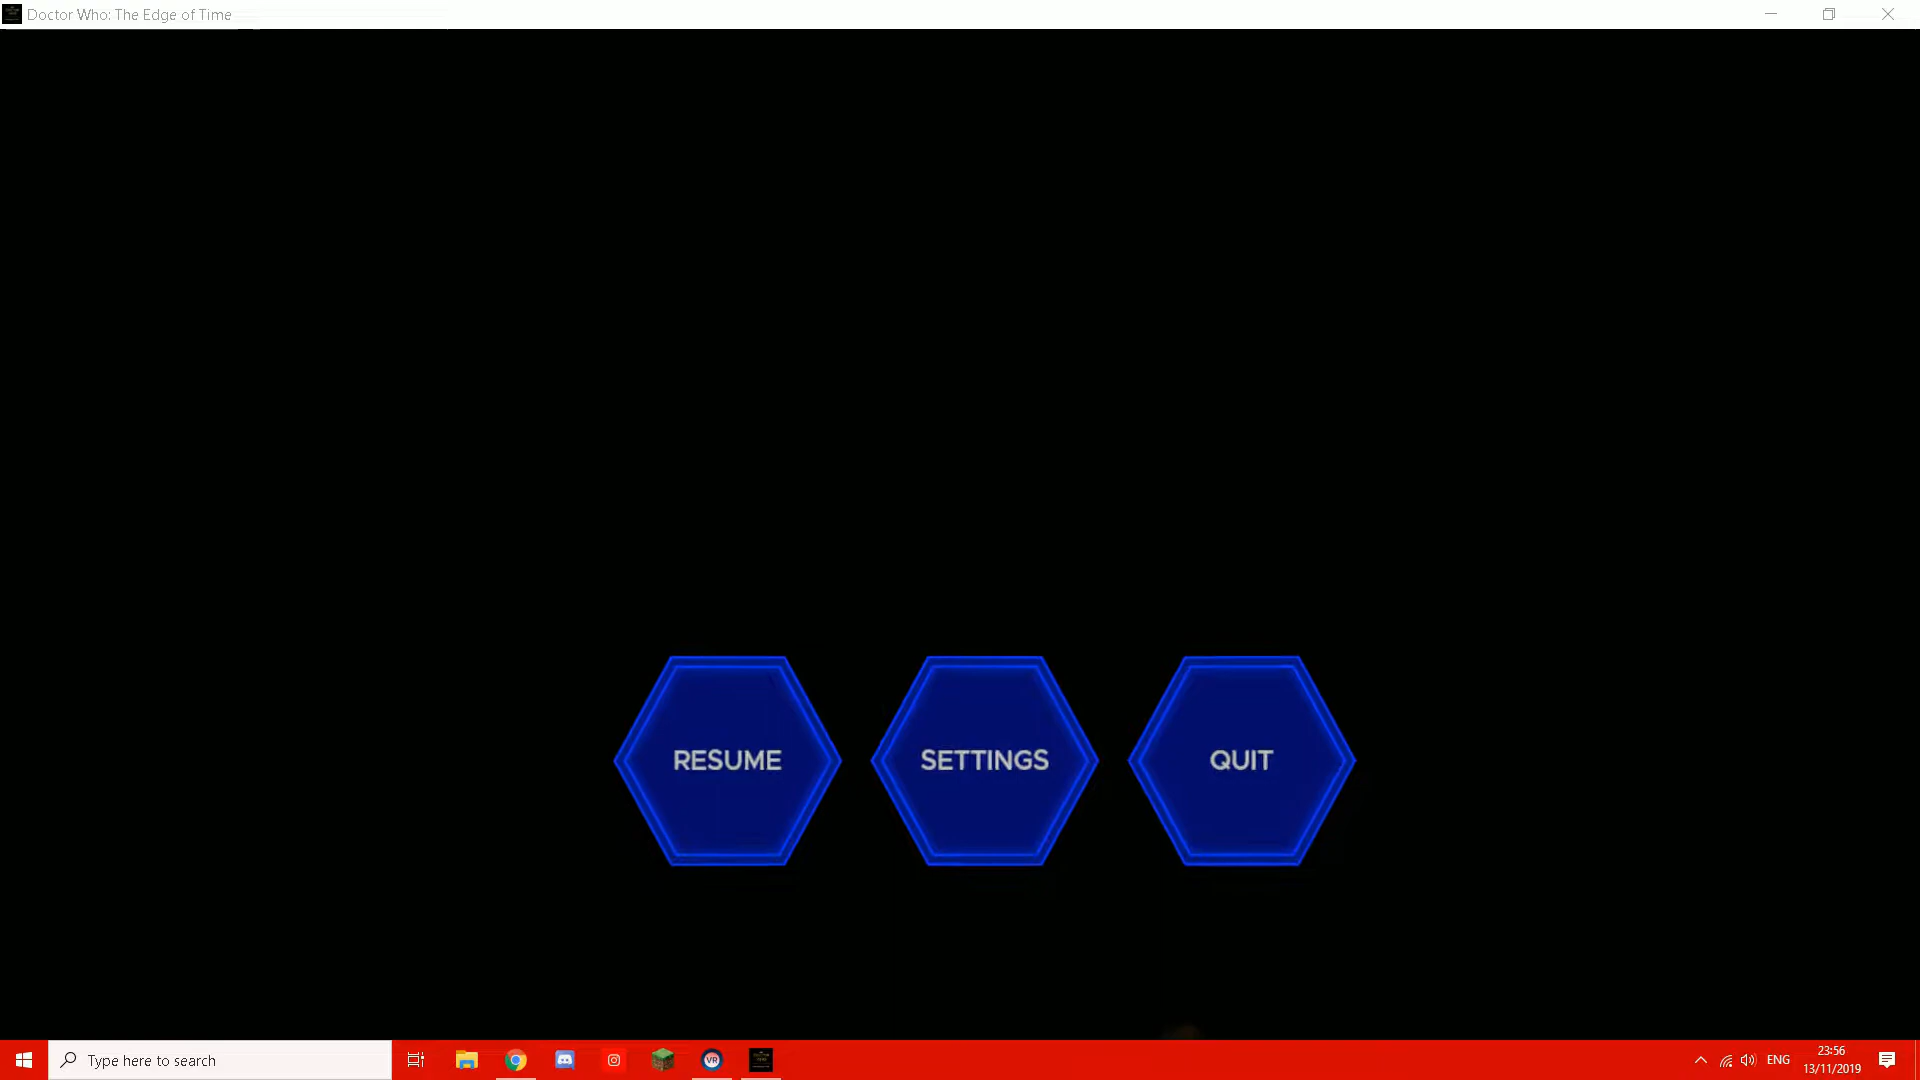 Doctor Who: The Edge of Time
RESUME
SETTINGS
QUIT
Type here to search
VR
ENG
23:56
13/11/2019